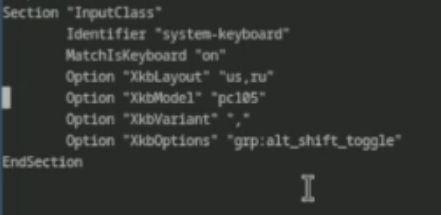 Section "InputClass"
        Identifier "system-keyboard"
        MatchIsKeyboard "on"
        Option "XkbLayout" "us,ru"
        Option "XkbModel" "pc105"
        Option "XkbVariant" ","
        Option "XkbOptions" "grp:alt_shift_toggle"
EndSection